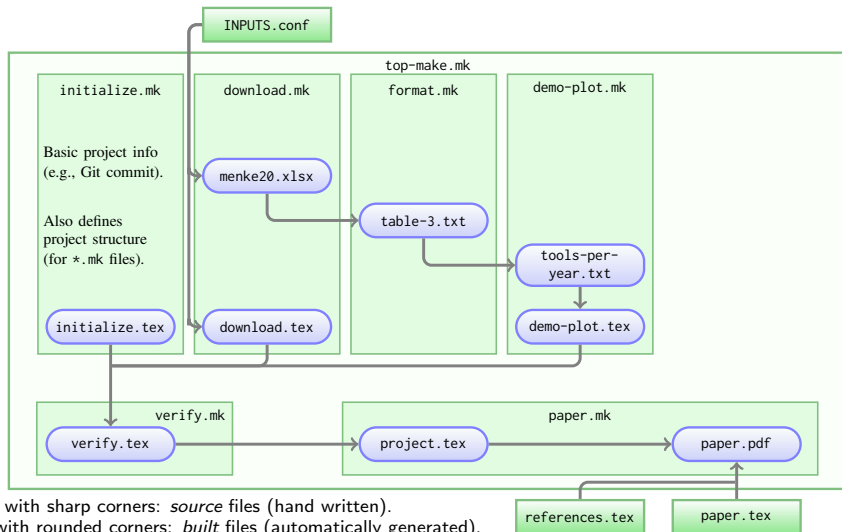 INPUTS.conf
top-make.mk
initialize.mk
download.mk
format.mk
demo-plot.mk
Basic project info
(e.g., Git commit).
Also defines
project structure
(for *.mk files).
menke20.xlsx
table-3.txt
tools-per-
year.txt
initialize.tex
download.tex
demo-plot.tex
verify.mk
paper.mk
verify.tex
project.tex
paper.pdf
with sharp corners: source files (hand written).
with rounded corners: built files (automatically generated).
references.tex
paper.tex